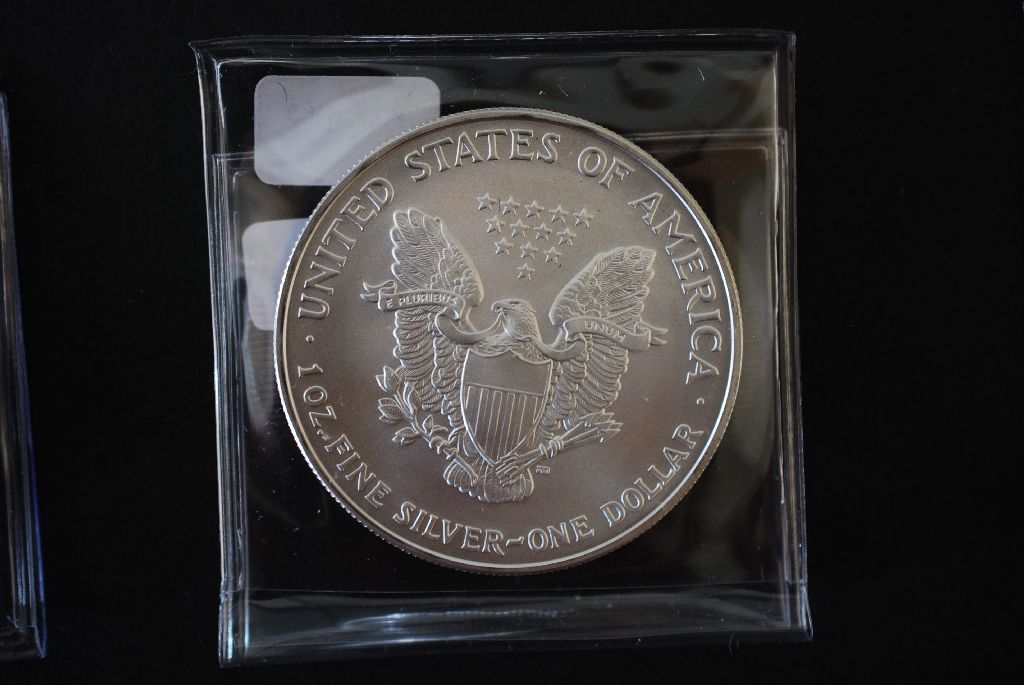 UNITED STATES OF AMERICA
E PLURIBUS
UNUM
1 OZ. FINE SILVER~ONE DOLLAR